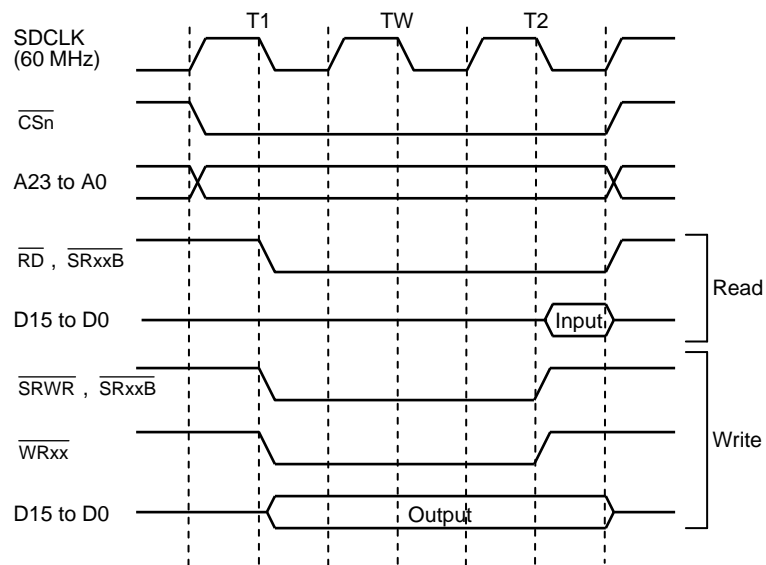 T1 TW T2
SDCLK
(60 MHz)
CSn
A23 to A0
RD , SRxxB
D15 to D0
Input
Read
SRWR , SRxxB
WRxx
Write
D15 to D0
Output